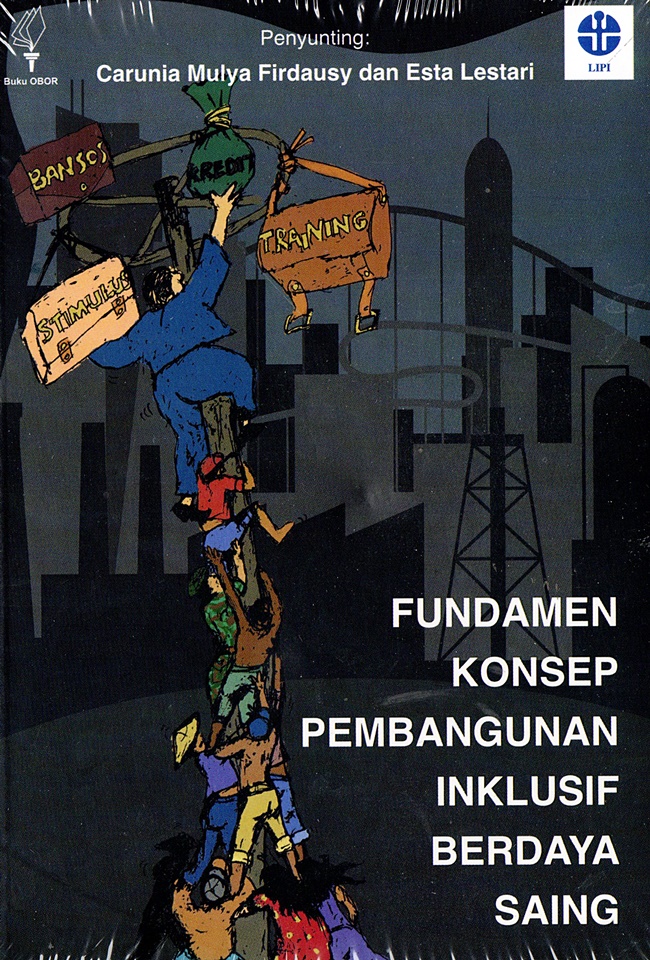 Penyunting:
Carunia Mulya Firdausy dan Esta Lestari
Buku OBOR
LIPI
BANSOS
KREDIT
TRAINING
STIMULUS
FUNDAMEN
KONSEP
PEMBANGUNAN
INKLUSIF
BERDAYA
SAING